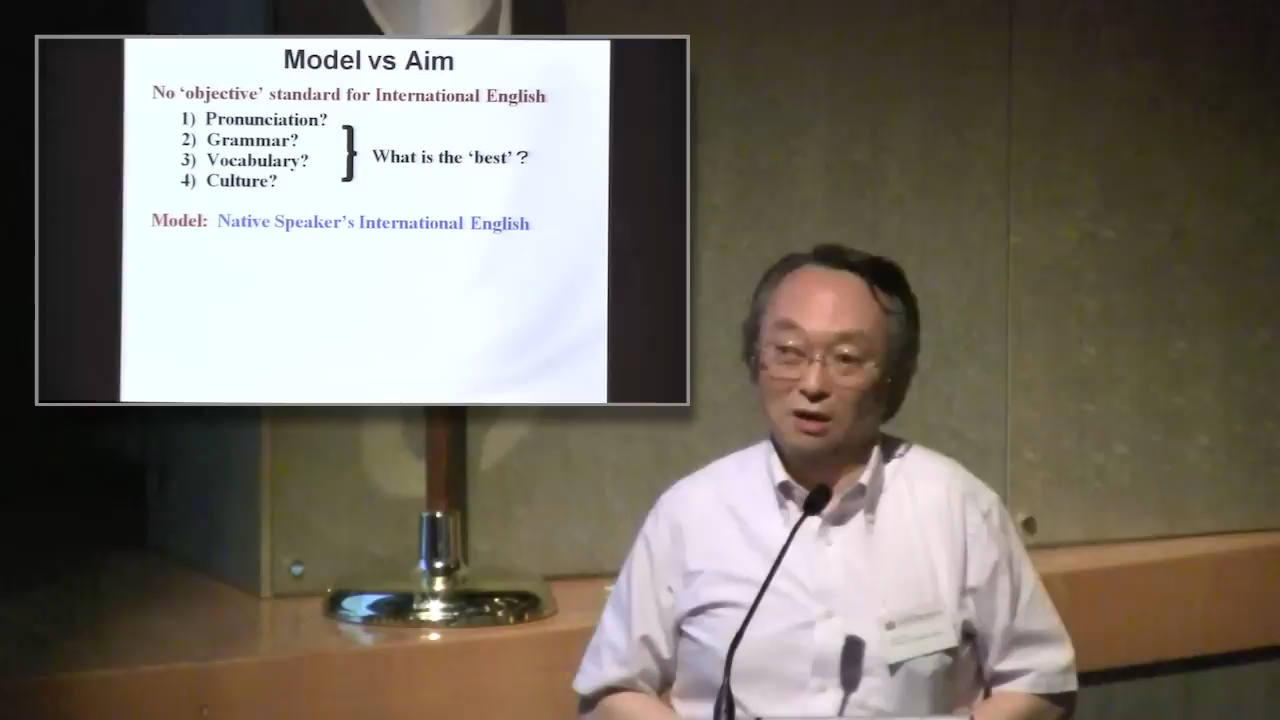 Model vs Aim
No ‘objective’ standard for International English
1) Pronunciation?
2) Grammar?
3) Vocabulary?
4) Culture?
} What is the ‘best’？
Model: Native Speaker’s International English